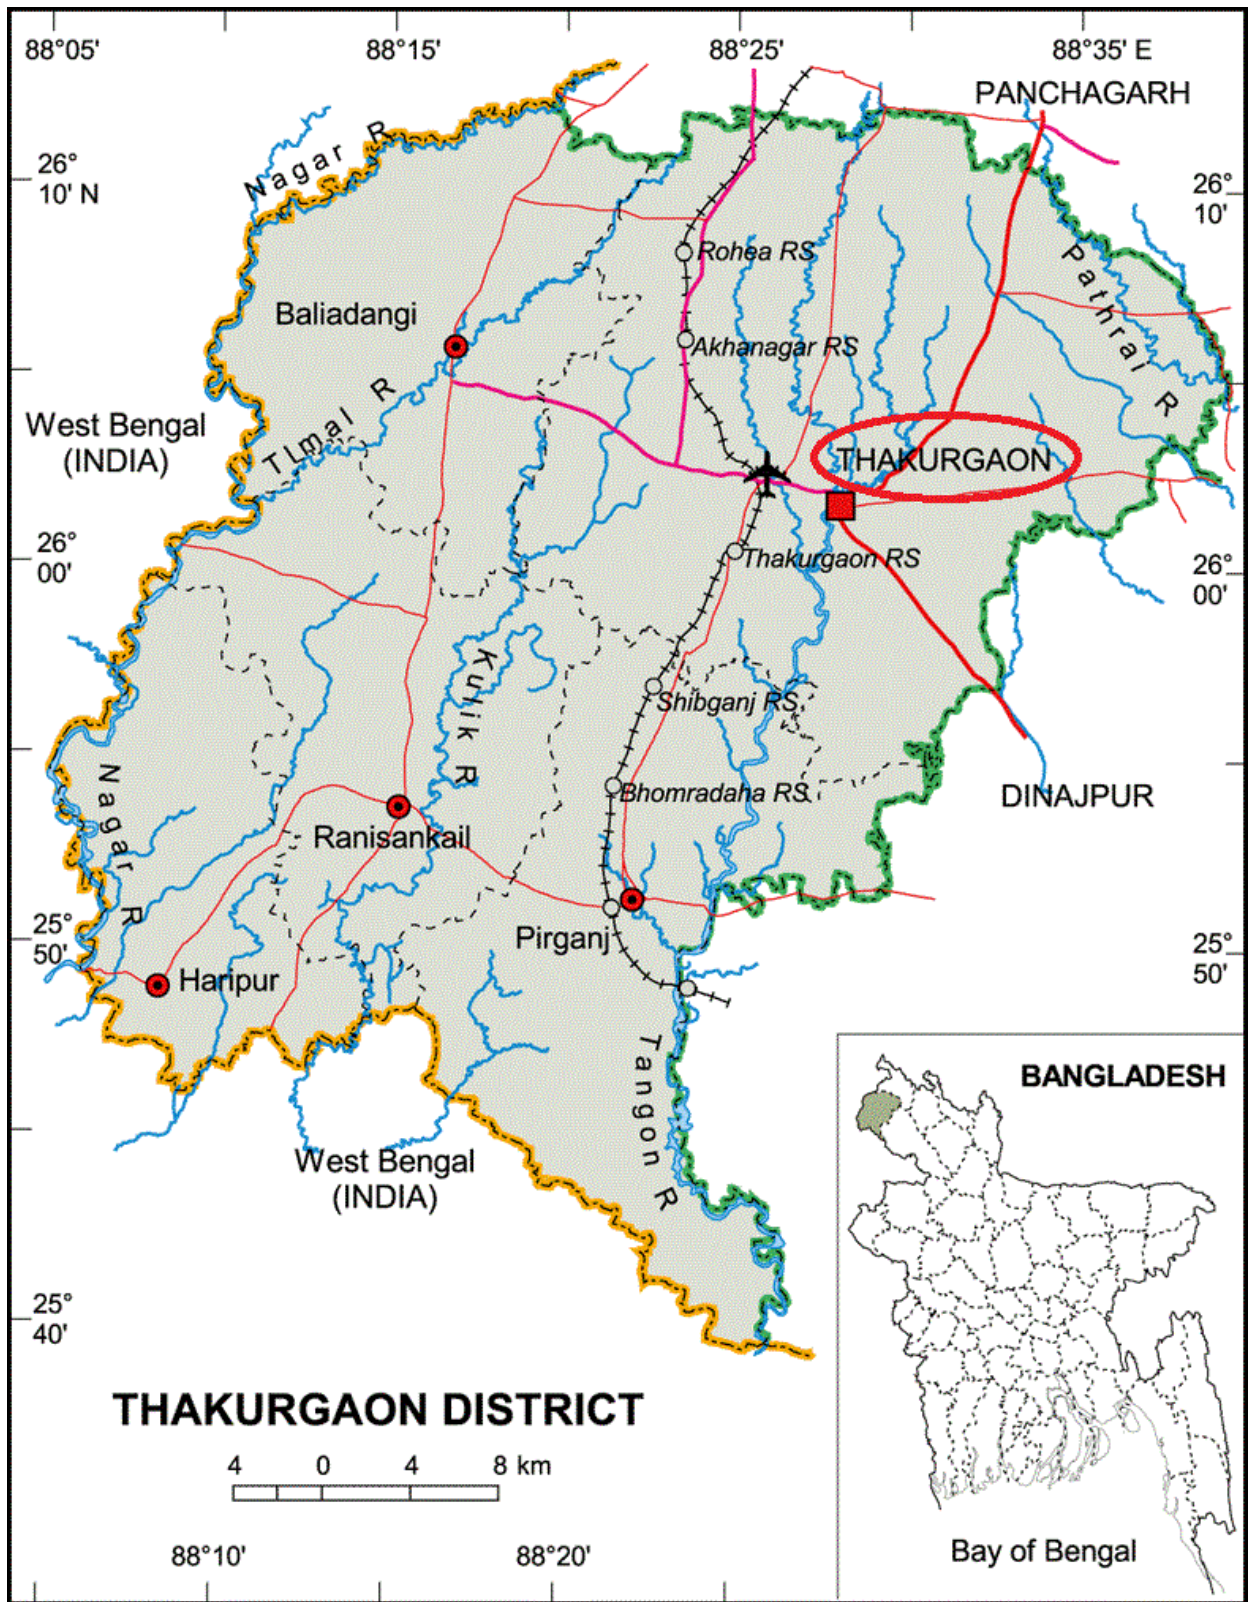 88°05'
88°15'
88°25'
88°35' E
PANCHAGARH
26°
10' N
26°
10'
Nagar R
Rohea RS
Pathrai R
Baliadangi
Akhanagar RS
West Bengal
(INDIA)
TLmal R
THAKURGAON
Thakurgaon RS
26°
00'
26°
00'
Kulik R
Shibganj RS
Nagar R
Bhomradaha RS
DINAJPUR
Ranisankail
Pirganj
25°
50'
25°
50'
Haripur
Tangon R
BANGLADESH
West Bengal
(INDIA)
25°
40'
THAKURGAON DISTRICT
4 0 4 8 km
88°10'
88°20'
Bay of Bengal